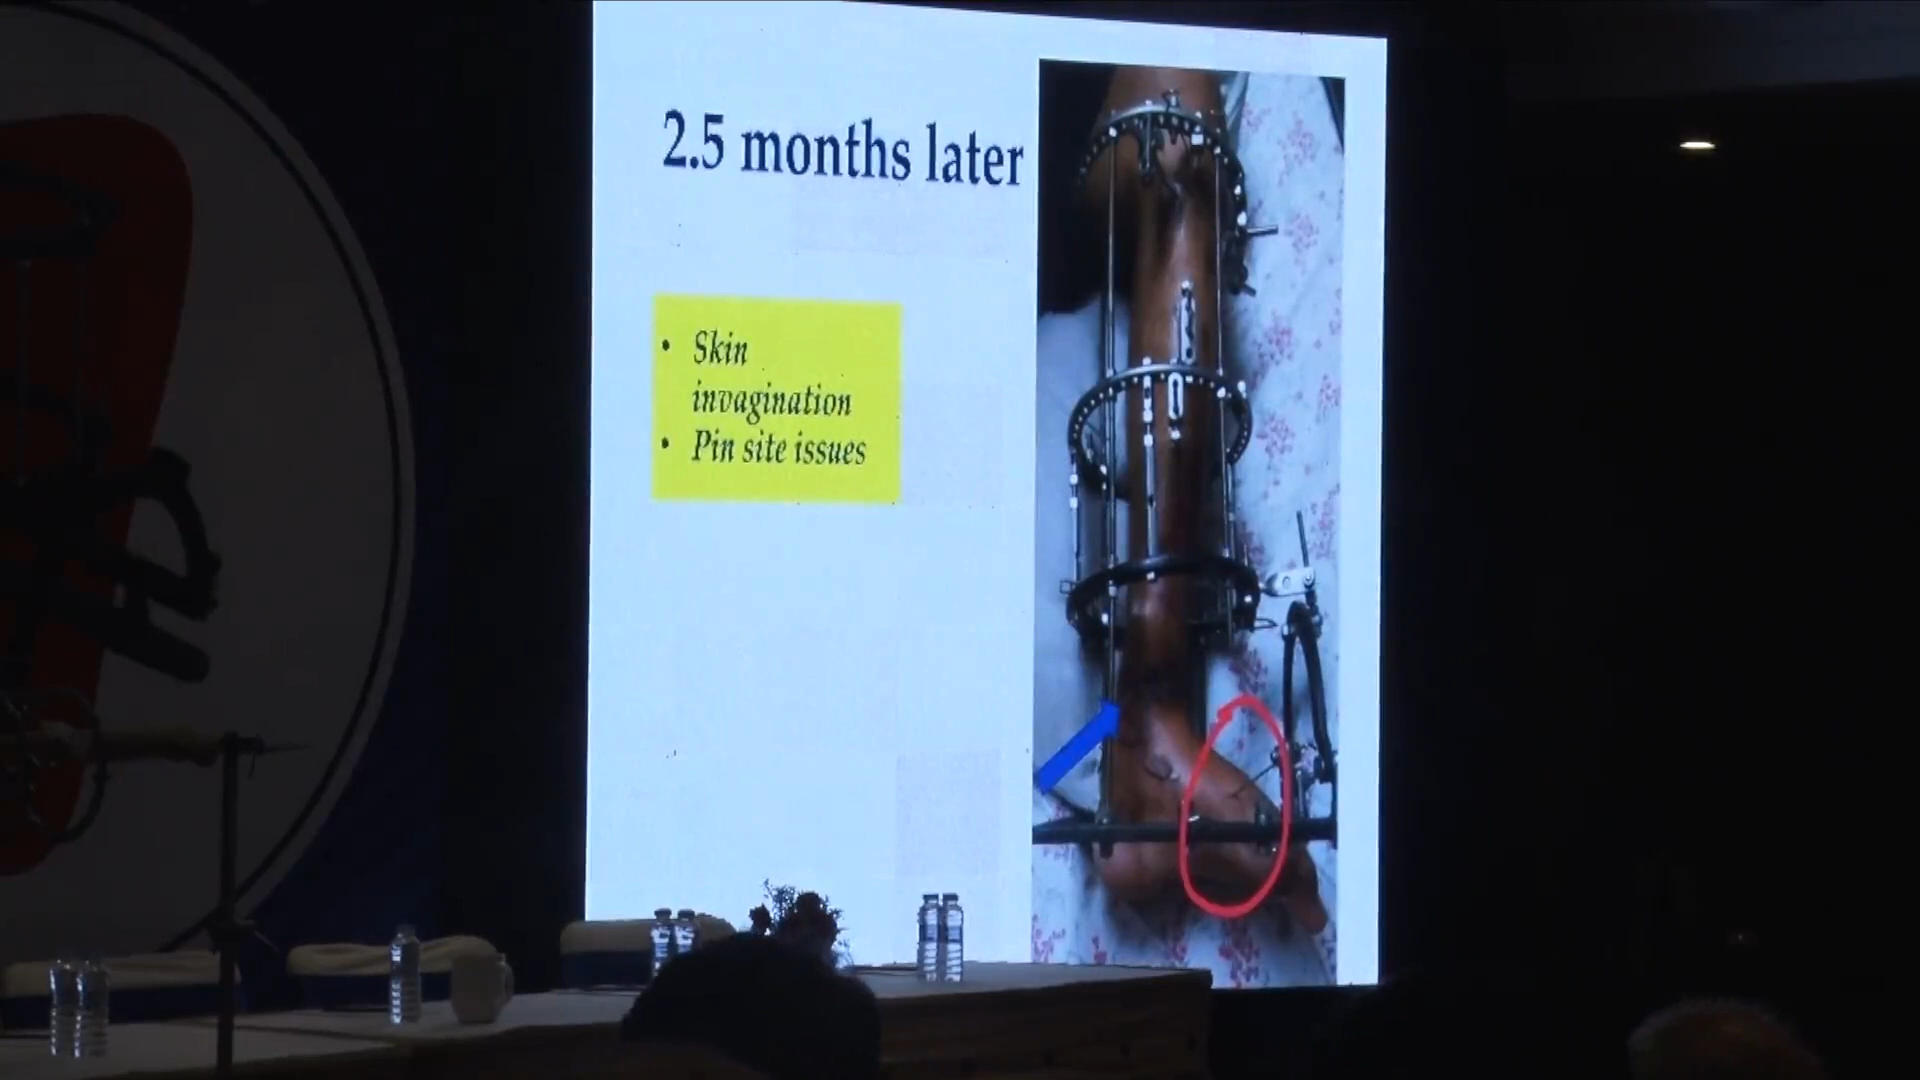 2.5 months later
• Skin
invagination
• Pin site issues